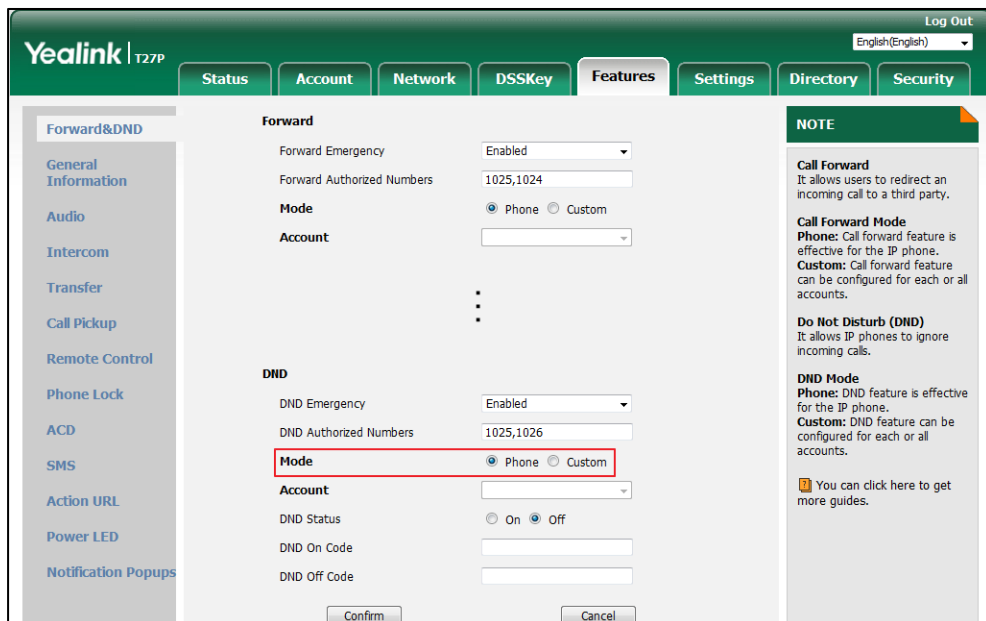 Log Out
Yealink T27P
English(English)
Status Account Network DSSKey Features Settings Directory Security
Forward&DND
General
Information
Audio
Intercom
Transfer
Call Pickup
Remote Control
Phone Lock
ACD
SMS
Action URL
Power LED
Notification Popups
Forward
Forward Emergency Enabled
Forward Authorized Numbers 1025,1024
Mode Phone Custom
Account
DND
DND Emergency Enabled
DND Authorized Numbers 1025,1026
Mode Phone Custom
Account
DND Status On Off
DND On Code
DND Off Code
Confirm Cancel
NOTE
Call Forward
It allows users to redirect an
incoming call to a third party.
Call Forward Mode
Phone: Call forward feature is
effective for the IP phone.
Custom: Call forward feature
can be configured for each or all
accounts.
Do Not Disturb (DND)
It allows IP phones to ignore
incoming calls.
DND Mode
Phone: DND feature is effective
for the IP phone.
Custom: DND feature can be
configured for each or all
accounts.
You can click here to get
more guides.